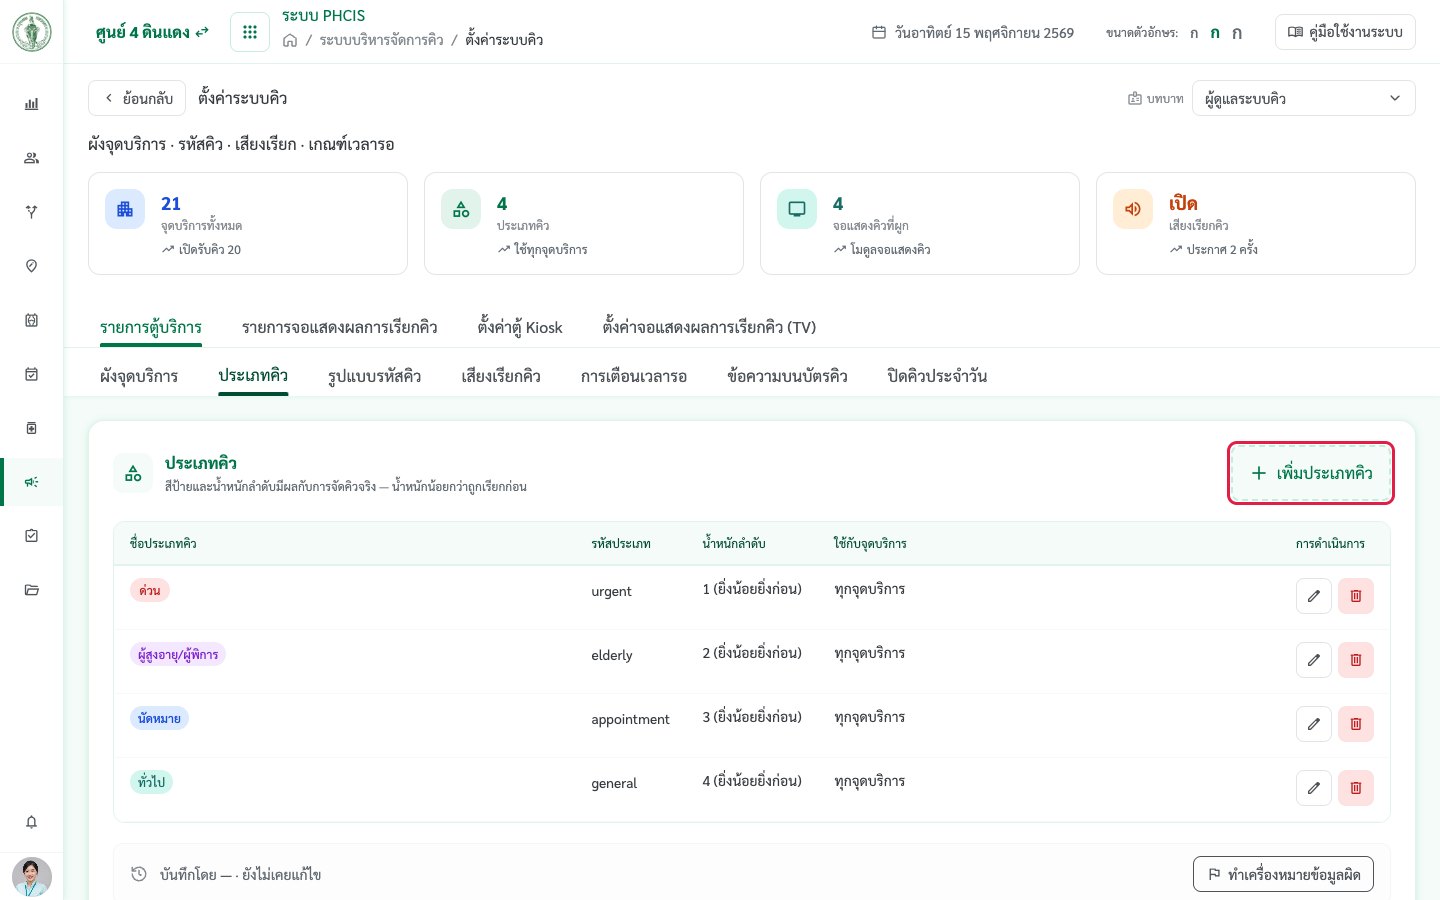 ศูนย์ 4 ดินแดง
ระบบ PHCIS
/ ระบบบริหารจัดการคิว / ตั้งค่าระบบคิว
วันอาทิตย์ 15 พฤศจิกายน 2569
ขนาดตัวอักษร: ก ก ก
คู่มือใช้งานระบบ
ย้อนกลับ
ตั้งค่าระบบคิว
บทบาท
ผู้ดูแลระบบคิว
ผังจุดบริการ · รหัสคิว · เสียงเรียก · เกณฑ์เวลารอ
21
จุดบริการทั้งหมด
เปิดรับคิว 20
4
ประเภทคิว
ใช้ทุกจุดบริการ
4
จอแสดงคิวที่ผูก
โมดูลจอแสดงคิว
เปิด
เสียงเรียกคิว
ประกาศ 2 ครั้ง
รายการตู้บริการ รายการจอแสดงผลการเรียกคิว ตั้งค่าตู้ Kiosk ตั้งค่าจอแสดงผลการเรียกคิว (TV)
ผังจุดบริการ ประเภทคิว รูปแบบรหัสคิว เสียงเรียกคิว การเตือนเวลารอ ข้อความบนบัตรคิว ปิดคิวประจำวัน
ประเภทคิว
สีป้ายและน้ำหนักลำดับมีผลกับการจัดคิวจริง — น้ำหนักน้อยกว่าถูกเรียกก่อน
เพิ่มประเภทคิว
ชื่อประเภทคิว รหัสประเภท น้ำหนักลำดับ ใช้กับจุดบริการ การดำเนินการ
ด่วน urgent 1 (ยิ่งน้อยยิ่งก่อน) ทุกจุดบริการ
ผู้สูงอายุ/ผู้พิการ elderly 2 (ยิ่งน้อยยิ่งก่อน) ทุกจุดบริการ
นัดหมาย appointment 3 (ยิ่งน้อยยิ่งก่อน) ทุกจุดบริการ
ทั่วไป general 4 (ยิ่งน้อยยิ่งก่อน) ทุกจุดบริการ
บันทึกโดย — · ยังไม่เคยแก้ไข
ทำเครื่องหมายข้อมูลผิด